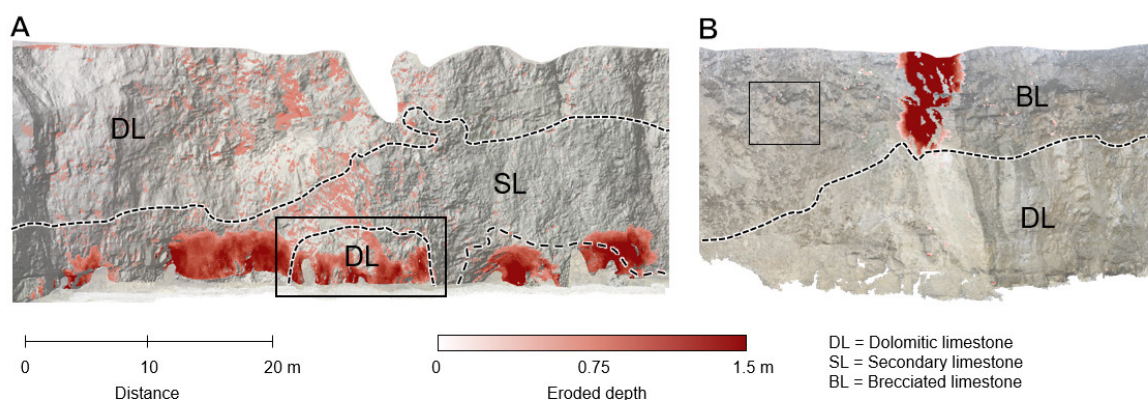 A
B
DL
BL
SL
DL
DL
0
10
20 m
Distance
0
0.75
1.5 m
Eroded depth
DL = Dolomitic limestone
SL = Secondary limestone
BL = Brecciated limestone